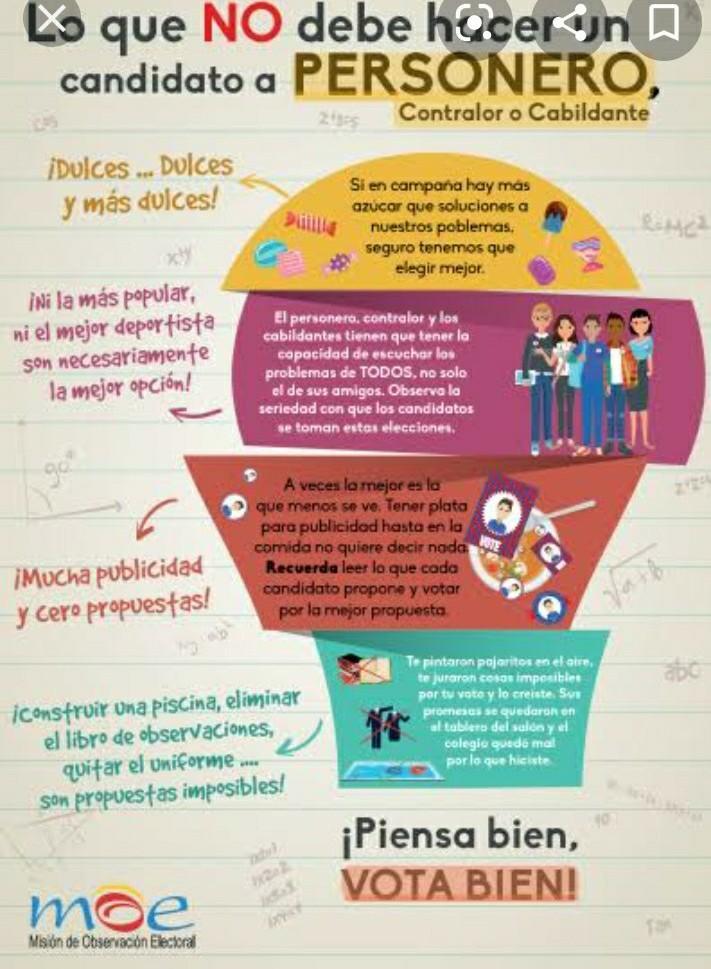 Lo que NO debe hacer un
candidato a PERSONERO,
Contralor o Cabildante
¡Dulces ... Dulces
y más dulces!
Si en campaña hay más
azúcar que soluciones a
nuestros poblemas,
seguro tenemos que
elegir mejor.
¡Ni la más popular,
ni el mejor deportista
son necesariamente
la mejor opción!
El personero, contralor y los
cabildantes tienen que tener la
capacidad de escuchar los
problemas de TODOS, no solo
el de sus amigos. Observa la
seriedad con que los candidatos
se toman estas elecciones.
90°
A veces la mejor es la
que menos se ve. Tener plata
para publicidad hasta en la
comida no quiere decir nada.
Recuerda leer lo que cada
candidato propone y votar
por la mejor propuesta.
VOTE
¡Mucha publicidad
y cero propuestas!
√a+b
abc
Te pintaron pajaritos en el aire,
te juraron cosas imposibles
por tu voto y lo creiste. Sus
promesas se quedaron en
el tablero del salón y el
colegio quedó mal
por lo que hiciste.
¡Construir una piscina, eliminar
el libro de observaciones,
quitar el uniforme ....
son propuestas imposibles!
¡Piensa bien,
VOTA BIEN!
moe
Misión de Observación Electoral